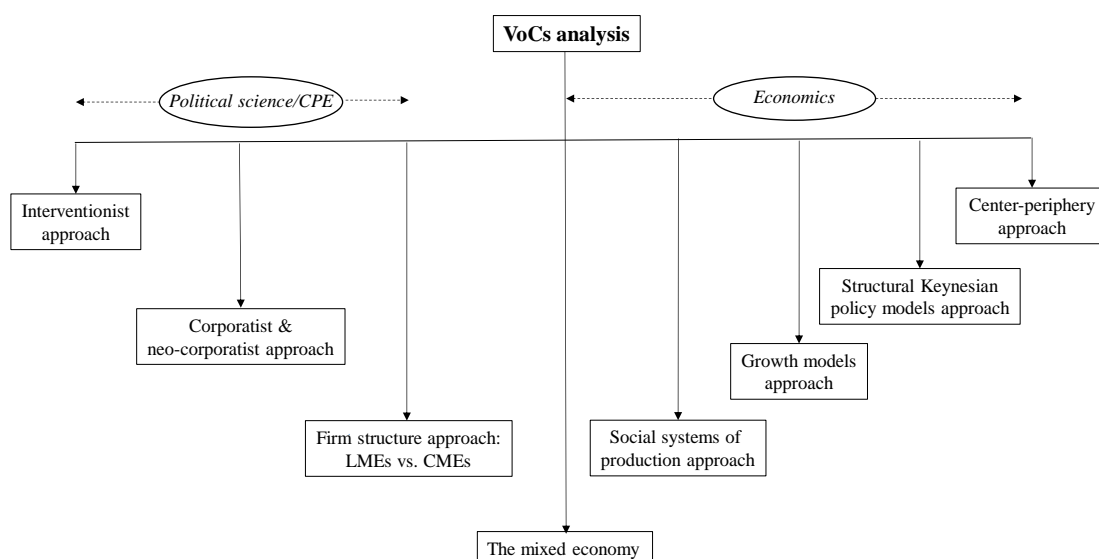 VoCs analysis
Political science/CPE
Economics
Interventionist
approach
Center-periphery
approach
Structural Keynesian
policy models approach
Corporatist &
neo-corporatist approach
Growth models
approach
Firm structure approach:
LMEs vs. CMEs
Social systems of
production approach
The mixed economy